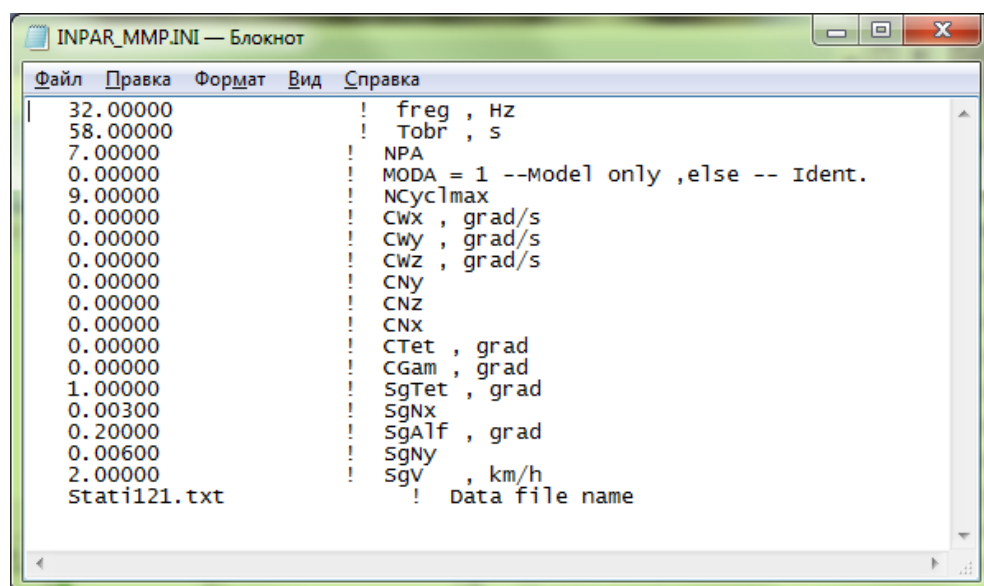 INPAR_MMP.INI — Блокнот
Файл Правка Формат Вид Справка
32.00000 ! freg , Hz
58.00000 ! Tobr , s
7.00000 ! NPA
0.00000 ! MODA = 1 --Model only ,else -- Ident.
9.00000 ! NCyclmax
0.00000 ! CWx , grad/s
0.00000 ! CWy , grad/s
0.00000 ! CWz , grad/s
0.00000 ! CNy
0.00000 ! CNz
0.00000 ! CNx
0.00000 ! CTet , grad
0.00000 ! CGam , grad
1.00000 ! SgTet , grad
0.00300 ! SgNx
0.20000 ! SgAlf , grad
0.00600 ! SgNy
2.00000 ! SgV , km/h
Stati121.txt ! Data file name